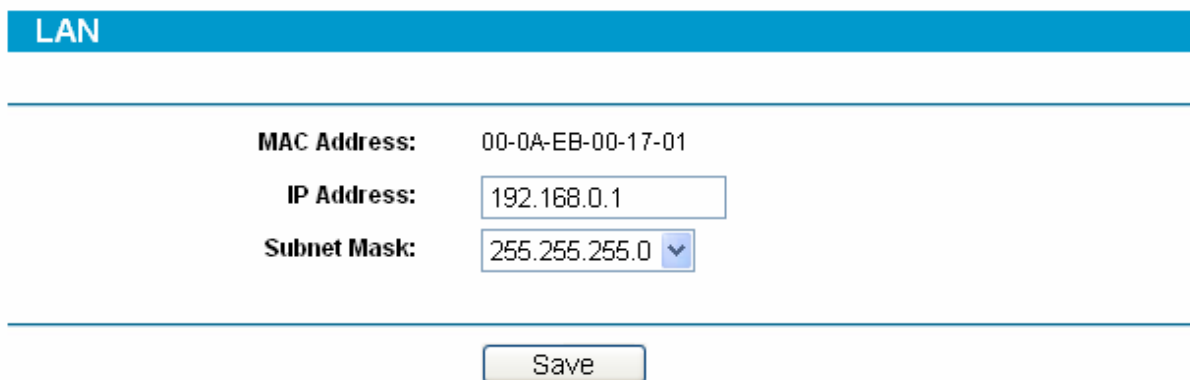 LAN
MAC Address: 00-0A-EB-00-17-01
IP Address: 192.168.0.1
Subnet Mask: 255.255.255.0
Save